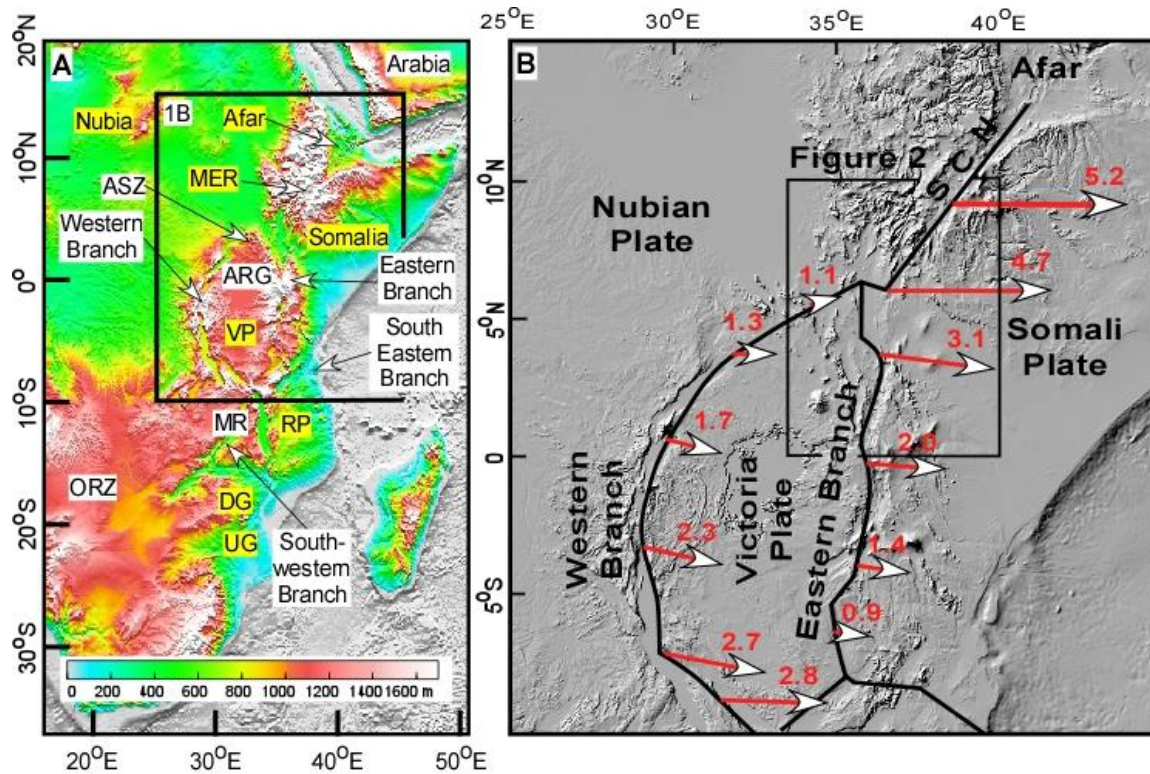 20°N
10°N
0°
10°S
20°S
30°S
A
1B
Arabia
Nubia
Afar
MER
ASZ
Western
Branch
Somalia
ARG
Eastern
Branch
VP
South
Eastern
Branch
MR
RP
ORZ
DG
UG
South-
western
Branch
0 200 400 600 800 1000 1200 1400 1600 m
20°E 30°E 40°E 50°E
25°E 30°E 35°E 40°E
B
Afar
Figure 2
10°N
5°N
0
5°S
Nubian
Plate
5.2
4.7
1.1
1.3
3.1
Somali
Plate
1.7
2.3
1.4
0.9
2.7
2.8
Western
Branch
Victoria
Plate
Eastern Branch